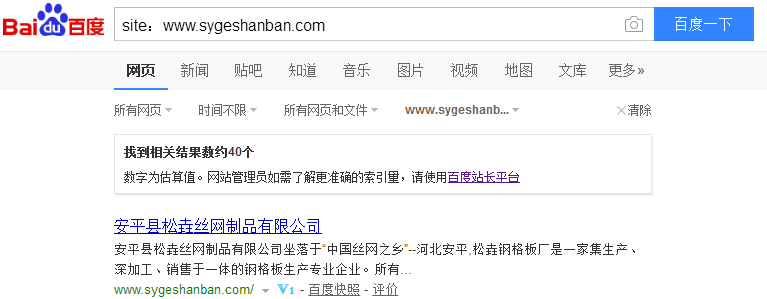 Bai du 百度
site：www.sygeshanban.com 百度一下
网页 新闻 贴吧 知道 音乐 图片 视频 地图 文库 更多»
所有网页 时间不限 所有网页和文件 www.sygeshanb... 清除
找到相关结果数约40个
数字为估算值。网站管理员如需了解更准确的索引量，请使用百度站长平台
安平县松垚丝网制品有限公司
安平县松垚丝网制品有限公司坐落于“中国丝网之乡”--河北安平,松垚钢格板厂是一家集生产、
深加工、销售于一体的钢格板生产专业企业。所有...
www.sygeshanban.com/ V1 - 百度快照 - 评价